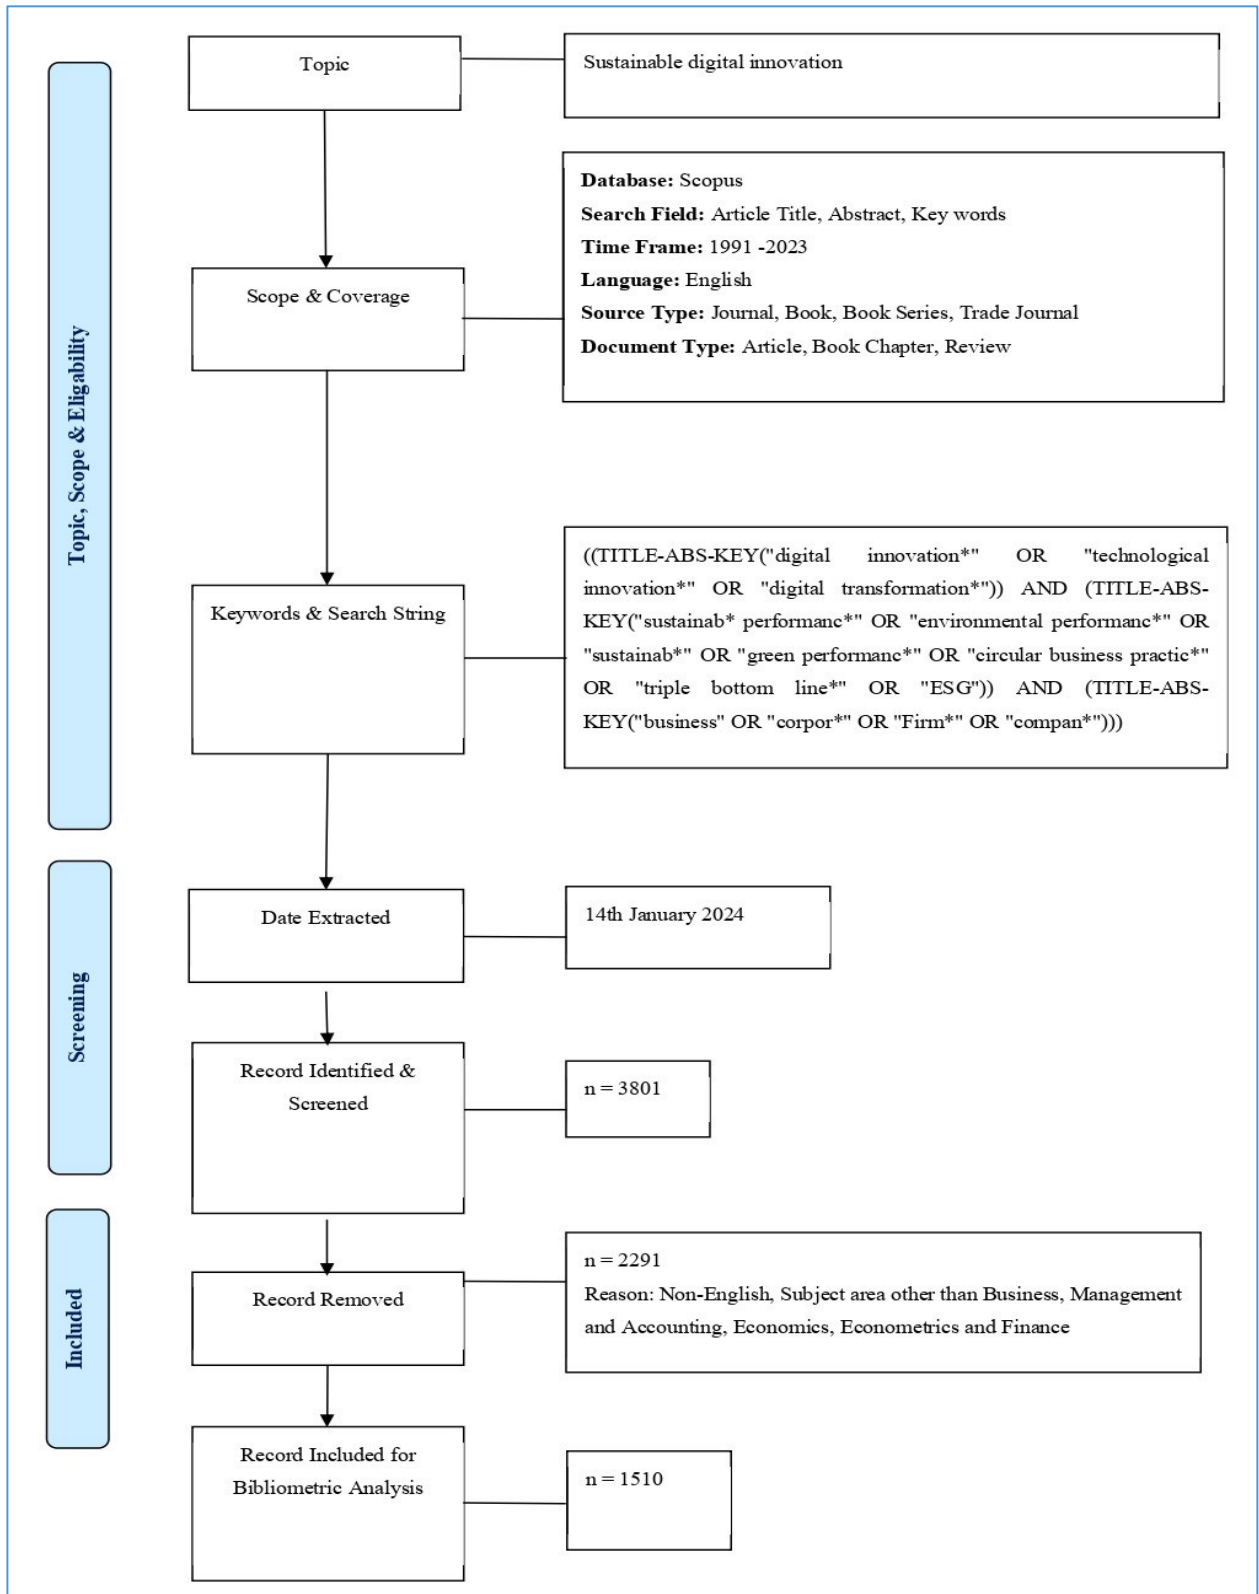 Topic
Sustainable digital innovation
Topic, Scope & Eligability
Database: Scopus
Search Field: Article Title, Abstract, Key words
Time Frame: 1991 -2023
Language: English
Source Type: Journal, Book, Book Series, Trade Journal
Document Type: Article, Book Chapter, Review
Scope & Coverage
Keywords & Search String
((TITLE-ABS-KEY("digital innovation*" OR "technological
innovation*" OR "digital transformation*")) AND (TITLE-ABS-
KEY("sustainab* performanc*" OR "environmental performanc*" OR
"sustainab*" OR "green performanc*" OR "circular business practic*"
OR "triple bottom line*" OR "ESG")) AND (TITLE-ABS-
KEY("business" OR "corpor*" OR "Firm*" OR "compan*")))
Screening
Date Extracted
14th January 2024
Record Identified &
Screened
n = 3801
Included
Record Removed
n = 2291
Reason: Non-English, Subject area other than Business, Management
and Accounting, Economics, Econometrics and Finance
Record Included for
Bibliometric Analysis
n = 1510